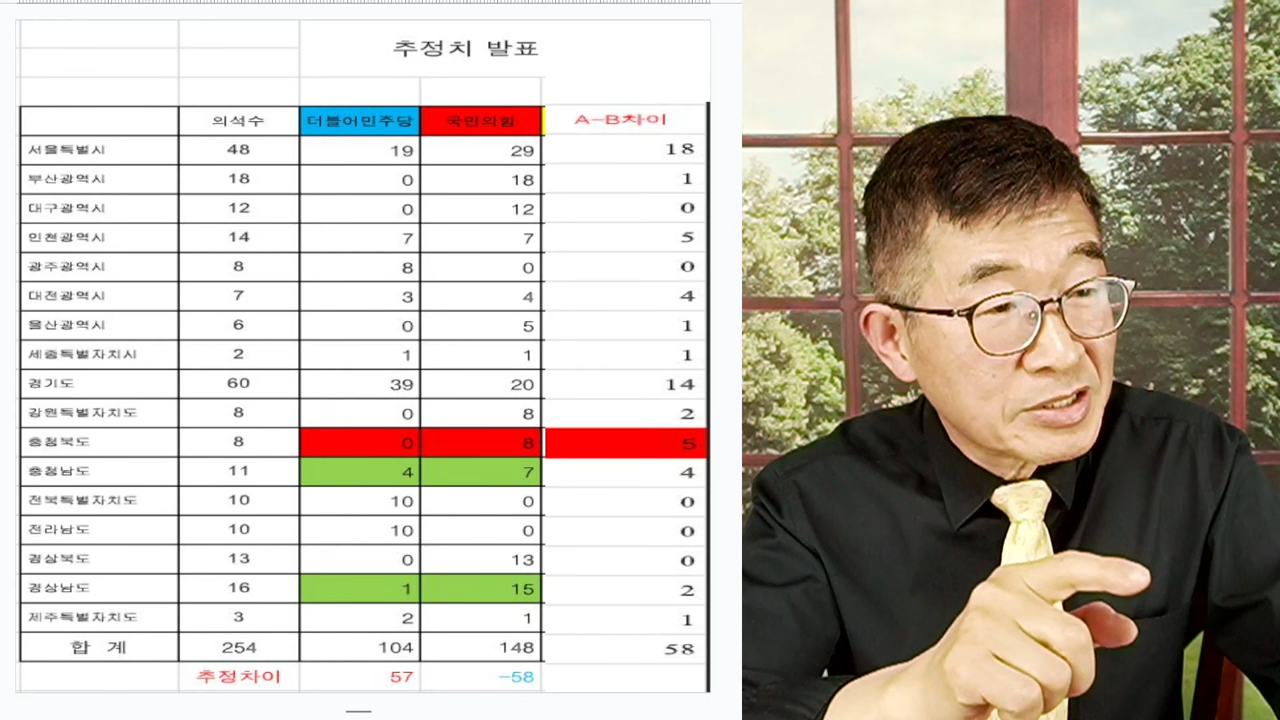 추정치 발표
의석수 더불어민주당 국민의힘 A-B차이
서울특별시 48 19 29 18
부산광역시 18 0 18 1
대구광역시 12 0 12 0
인천광역시 14 7 7 5
광주광역시 8 8 0 0
대전광역시 7 3 4 4
울산광역시 6 0 5 1
세종특별자치시 2 1 1 1
경기도 60 39 20 14
강원특별자치도 8 0 8 2
충청북도 8 0 8 5
충청남도 11 4 7 4
전북특별자치도 10 10 0 0
전라남도 10 10 0 0
경상북도 13 0 13 0
경상남도 16 1 15 2
제주특별자치도 3 2 1 1
합 계 254 104 148 58
추정차이 57 -58